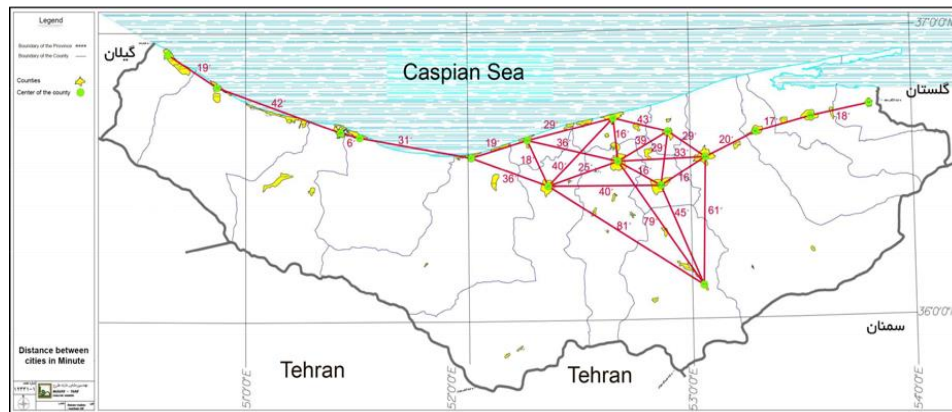 Legend
Boundary of the Province
Boundary of the County
Counties
Center of the county
Distance between
cities in Minute
گیلان
Caspian Sea
گلستان
سمنان
Tehran
Tehran
37°0'0"E
36°0'0"E
51°0'0"E
52°0'0"E
53°0'0"E
54°0'0"E
19'
42'
6'
31'
19'
29'
43'
36'
16'
39'
29'
29'
33'
20'
17'
18'
18'
40'
25'
16'
16'
36
40'
81'
79'
45'
61'